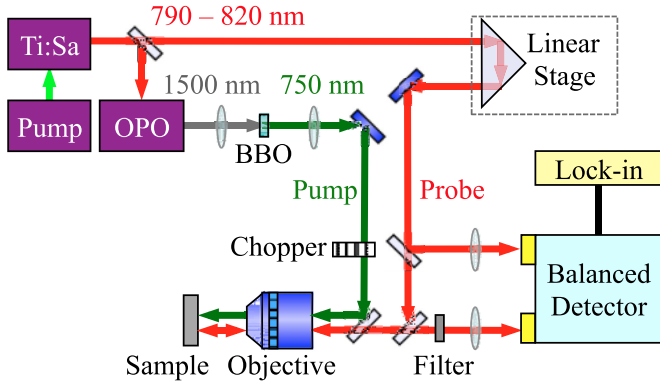 790 – 820 nm
Ti:Sa
Linear
Stage
1500 nm
750 nm
Pump
OPO
BBO
Lock-in
Pump
Probe
Chopper
Balanced
Detector
Sample
Objective
Filter